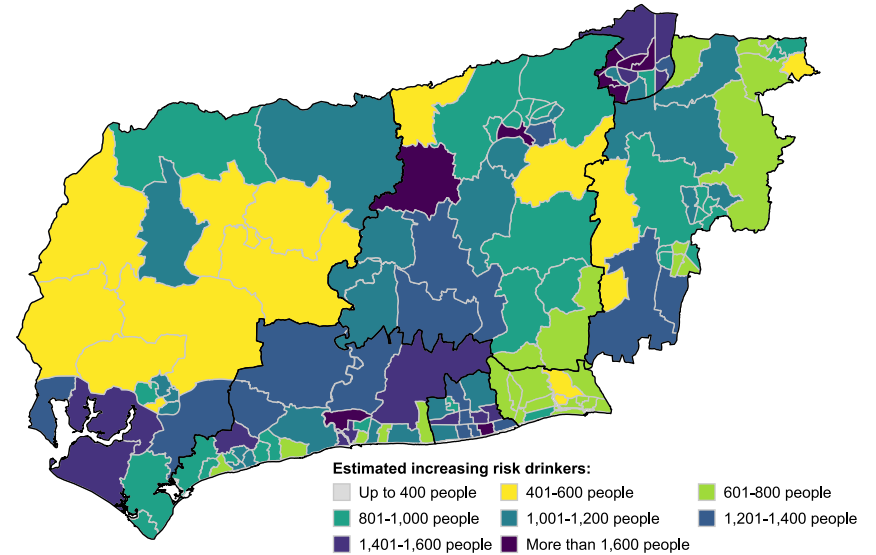 Estimated increasing risk drinkers:
Up to 400 people 401-600 people 601-800 people
801-1,000 people 1,001-1,200 people 1,201-1,400 people
1,401-1,600 people More than 1,600 people